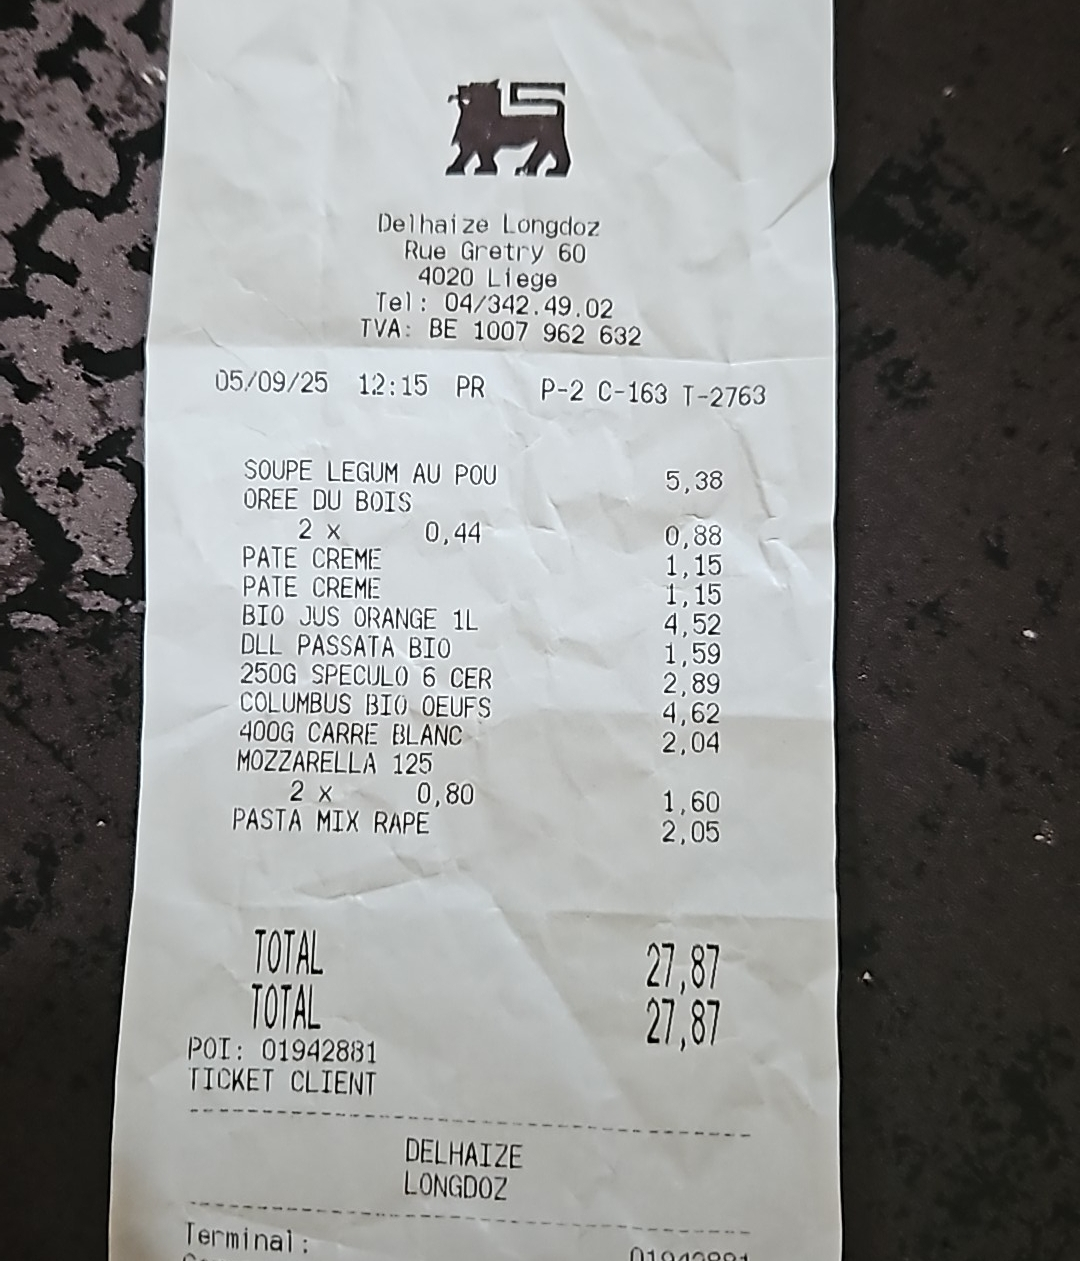 Delhaize Longdoz
Rue Gretry 60
4020 Liege
Tel: 04/342.49.02
TVA: BE 1007 962 632
05/09/25 12:15 PR P-2 C-163 T-2763
SOUPE LEGUM AU POU 5,38
OREE DU BOIS
2 x 0,44 0,88
PATE CREME 1,15
PATE CREME 1,15
BIO JUS ORANGE 1L 4,52
DLL PASSATA BIO 1,59
250G SPECULO 6 CER 2,89
COLUMBUS BIO OEUFS 4,62
400G CARRE BLANC 2,04
MOZZARELLA 125
2 x 0,80 1,60
PASTA MIX RAPE 2,05
TOTAL 27,87
TOTAL 27,87
POI: 01942881
TICKET CLIENT
DELHAIZE
LONGDOZ
Terminal: 01942881